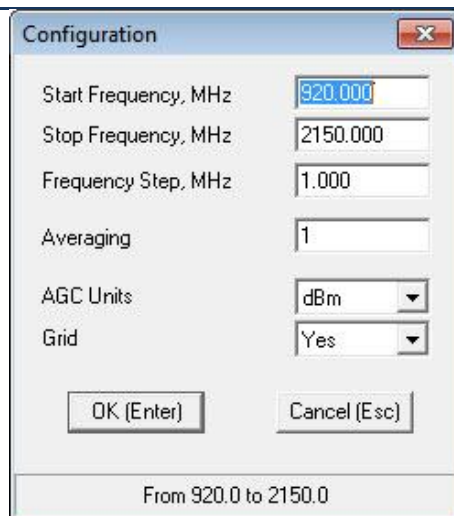 Configuration
Start Frequency, MHz 920.000
Stop Frequency, MHz 2150.000
Frequency Step, MHz 1.000
Averaging 1
AGC Units dBm
Grid Yes
OK (Enter) Cancel (Esc)
From 920.0 to 2150.0